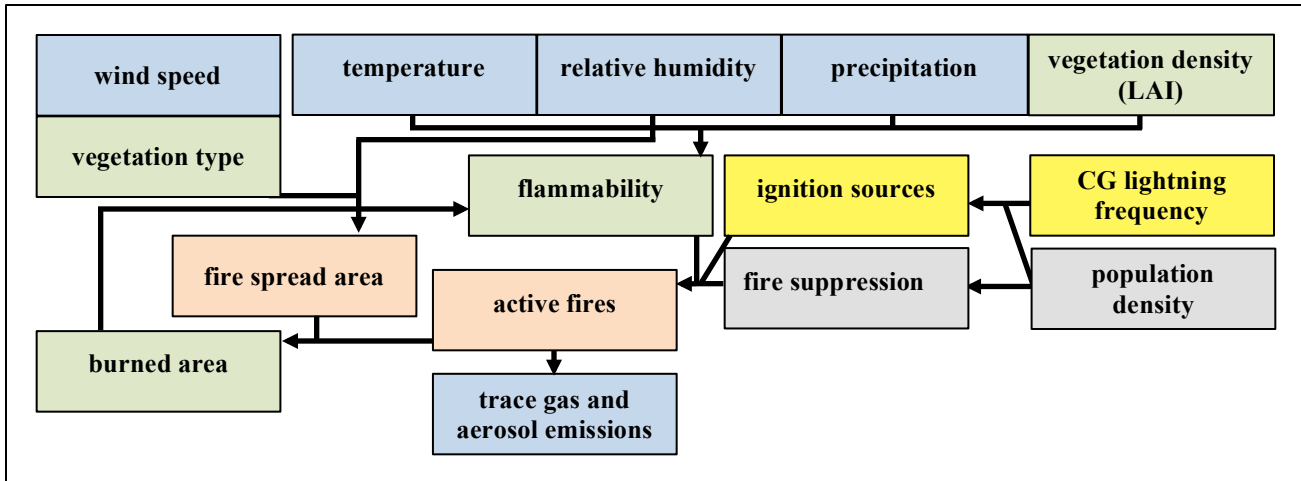 wind speed
temperature
relative humidity
precipitation
vegetation density
(LAI)
vegetation type
flammability
ignition sources
CG lightning
frequency
fire spread area
active fires
fire suppression
population
density
burned area
trace gas and
aerosol emissions